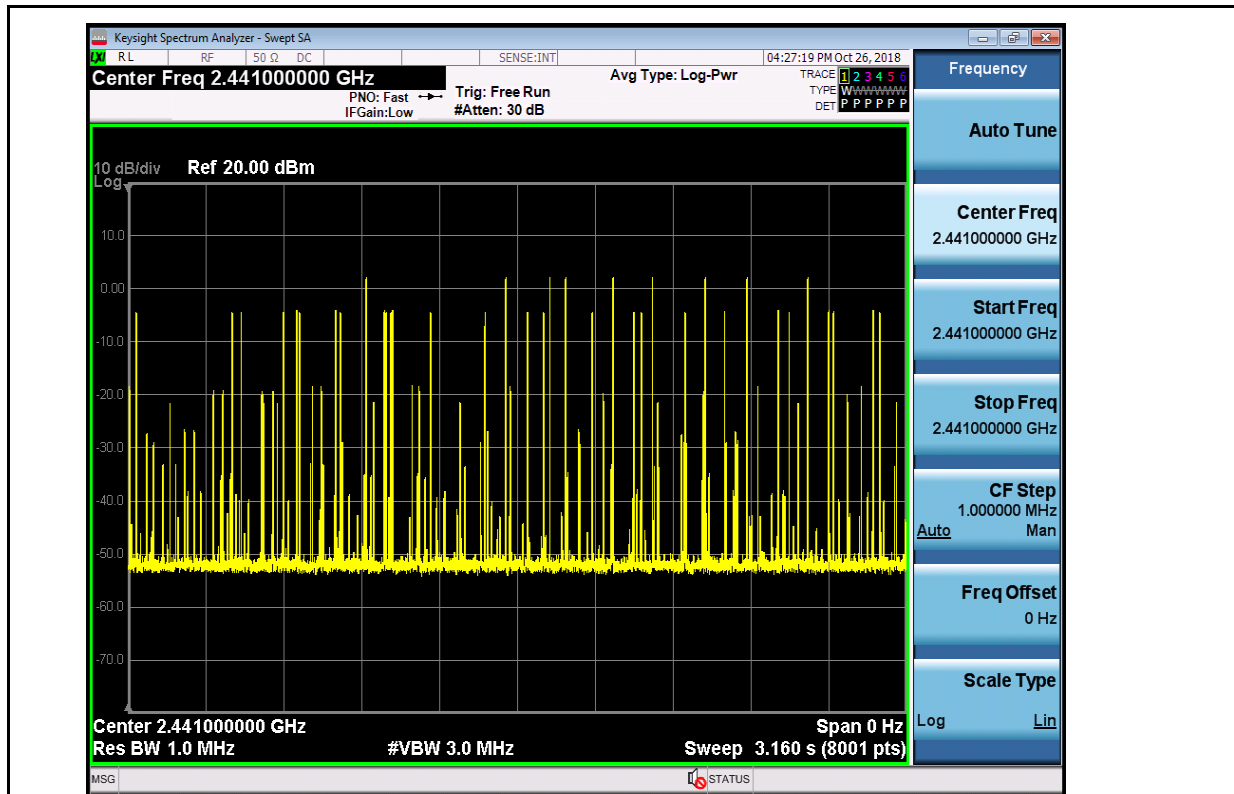 Keysight Spectrum Analyzer - Swept SA
LXI RL RF 50 Ω DC SENSE:INT 04:27:19 PM Oct 26, 2018
Center Freq 2.441000000 GHz Avg Type: Log-Pwr TRACE 1 2 3 4 5 6
PNO: Fast Trig: Free Run TYPE WWWWWW
IFGain:Low #Atten: 30 dB DET P P P P P P
10 dB/div Ref 20.00 dBm
Log
10.0
0.00
-10.0
-20.0
-30.0
-40.0
-50.0
-60.0
-70.0
Center 2.441000000 GHz Span 0 Hz
Res BW 1.0 MHz #VBW 3.0 MHz Sweep 3.160 s (8001 pts)
MSG STATUS
Frequency
Auto Tune
Center Freq
2.441000000 GHz
Start Freq
2.441000000 GHz
Stop Freq
2.441000000 GHz
CF Step
1.000000 MHz
Auto Man
Freq Offset
0 Hz
Scale Type
Log Lin